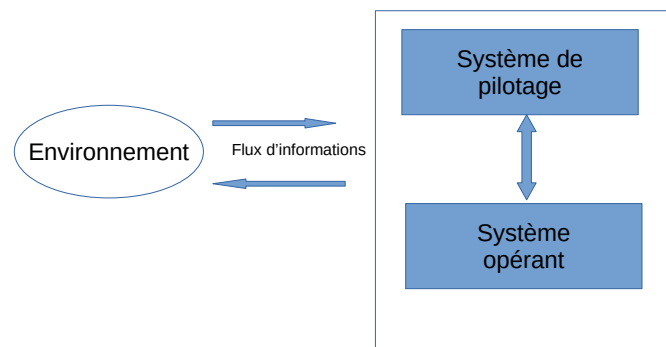 Système de
pilotage
Environnement
Flux d'informations
Système
opérant